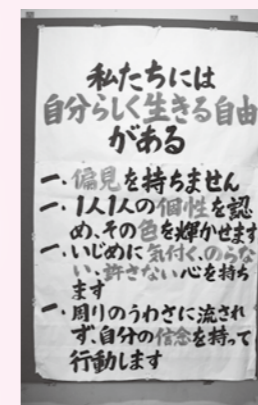 私たちには
自分らしく生きる自由
がある
一、偏見を持ちません
一、1人1人の個性を認
め、その色を輝かせます
一、いじめに気付く、のらな
い、許さない心を持ち
ます
一、周りのうわさに流され
ず、自分の信念を持って
行動します